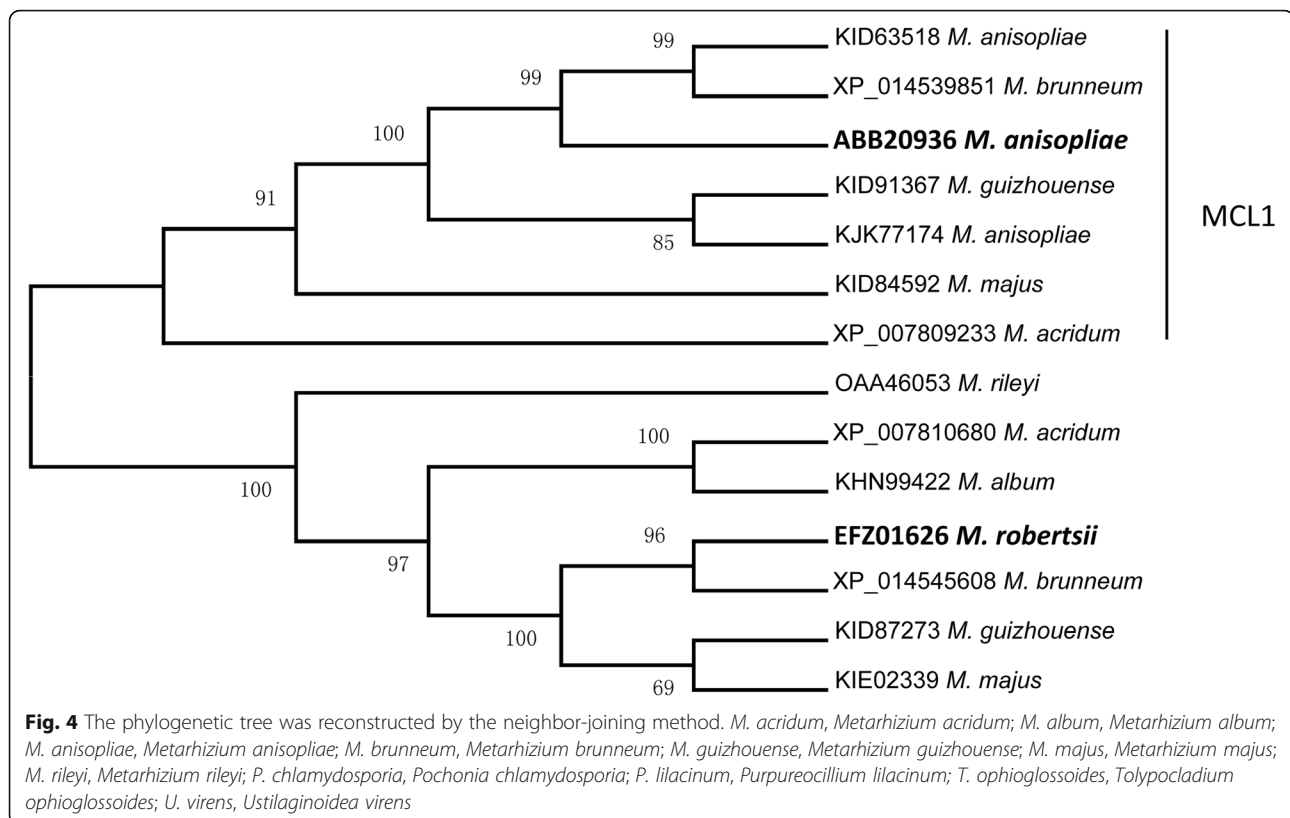 99
KID63518 M. anisopliae
99
XP_014539851 M. brunneum
100
ABB20936 M. anisopliae
91
KID91367 M. guizhouense
MCL1
85
KJK77174 M. anisopliae
KID84592 M. majus
XP_007809233 M. acridum
OAA46053 M. rileyi
100
XP_007810680 M. acridum
100
KHN99422 M. album
96
EFZ01626 M. robertsii
97
XP_014545608 M. brunneum
100
KID87273 M. guizhouense
69
KIE02339 M. majus
Fig. 4 The phylogenetic tree was reconstructed by the neighbor-joining method. M. acridum, Metarhizium acridum; M. album, Metarhizium album;
M. anisopliae, Metarhizium anisopliae; M. brunneum, Metarhizium brunneum; M. guizhouense, Metarhizium guizhouense; M. majus, Metarhizium majus;
M. rileyi, Metarhizium rileyi; P. chlamydosporia, Pochonia chlamydosporia; P. lilacinum, Purpureocillium lilacinum; T. ophioglossoides, Tolypocladium
ophioglossoides; U. virens, Ustilaginoidea virens